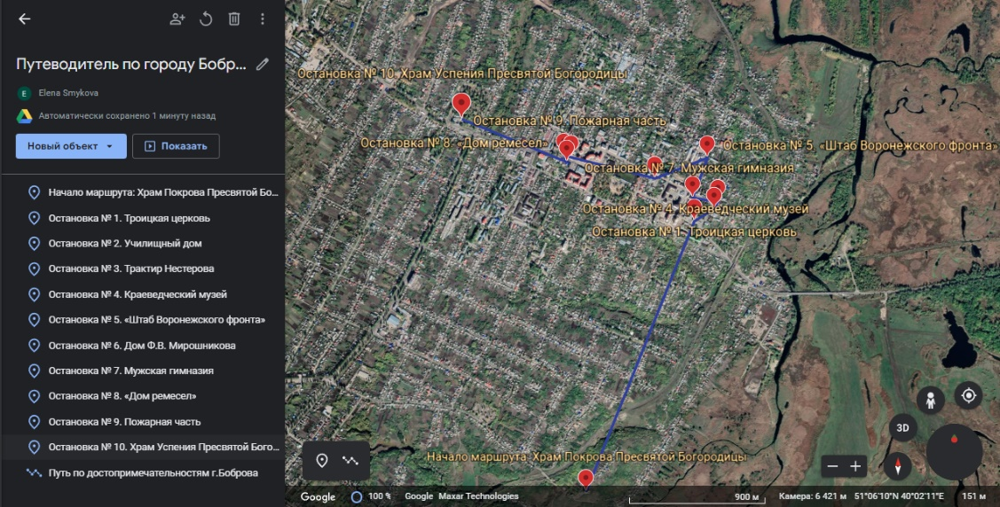 Путеводитель по городу Бобр...
E Elena Smykova
Автоматически сохранено 1 минуту назад
Новый объект
Показать
Начало маршрута: Храм Покрова Пресвятой Бо...
Остановка № 1. Троицкая церковь
Остановка № 2. Училищный дом
Остановка № 3. Трактир Нестерова
Остановка № 4. Краеведческий музей
Остановка № 5. «Штаб Воронежского фронта»
Остановка № 6. Дом Ф.В. Мирошникова
Остановка № 7. Мужская гимназия
Остановка № 8. «Дом ремесел»
Остановка № 9. Пожарная часть
Остановка № 10. Храм Успения Пресвятой Бого...
Путь по достопримечательностям г.Боброва
Остановка № 10. Храм Успения Пресвятой Богородицы
Остановка № 9. Пожарная часть
Остановка № 8. «Дом ремесел»
Остановка № 5. «Штаб Воронежского фронта»
Остановка № 7. Мужская гимназия
Остановка № 4. Краеведческий музей
Остановка № 1. Троицкая церковь
Начало маршрута: Храм Покрова Пресвятой Богородицы
3D
Google 100 % Google Maxar Technologies 900 м Камера: 6 421 м 51°06'10"N 40°02'11"E 151 м